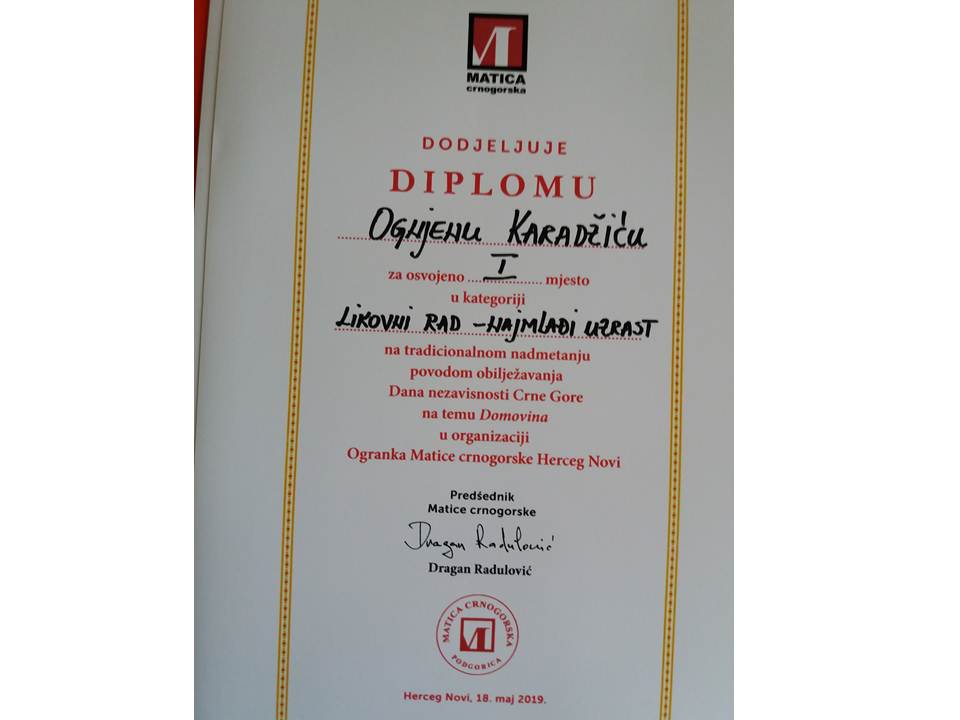 MATICA
crnogorska
DODJELJUJE
DIPLOMU
OGNJENU KARADŽIĆU
za osvojeno I mjesto
u kategoriji
LIKOVNI RAD - NAJMLAĐI UZRAST
na tradicionalnom nadmetanju
povodom obilježavanja
Dana nezavisnosti Crne Gore
na temu Domovina
u organizaciji
Ogranka Matice crnogorske Herceg Novi
Predśednik
Matice crnogorske
Dragan Radulović
Dragan Radulović
MATICA CRNOGORSKA
PODGORICA
Herceg Novi, 18. maj 2019.